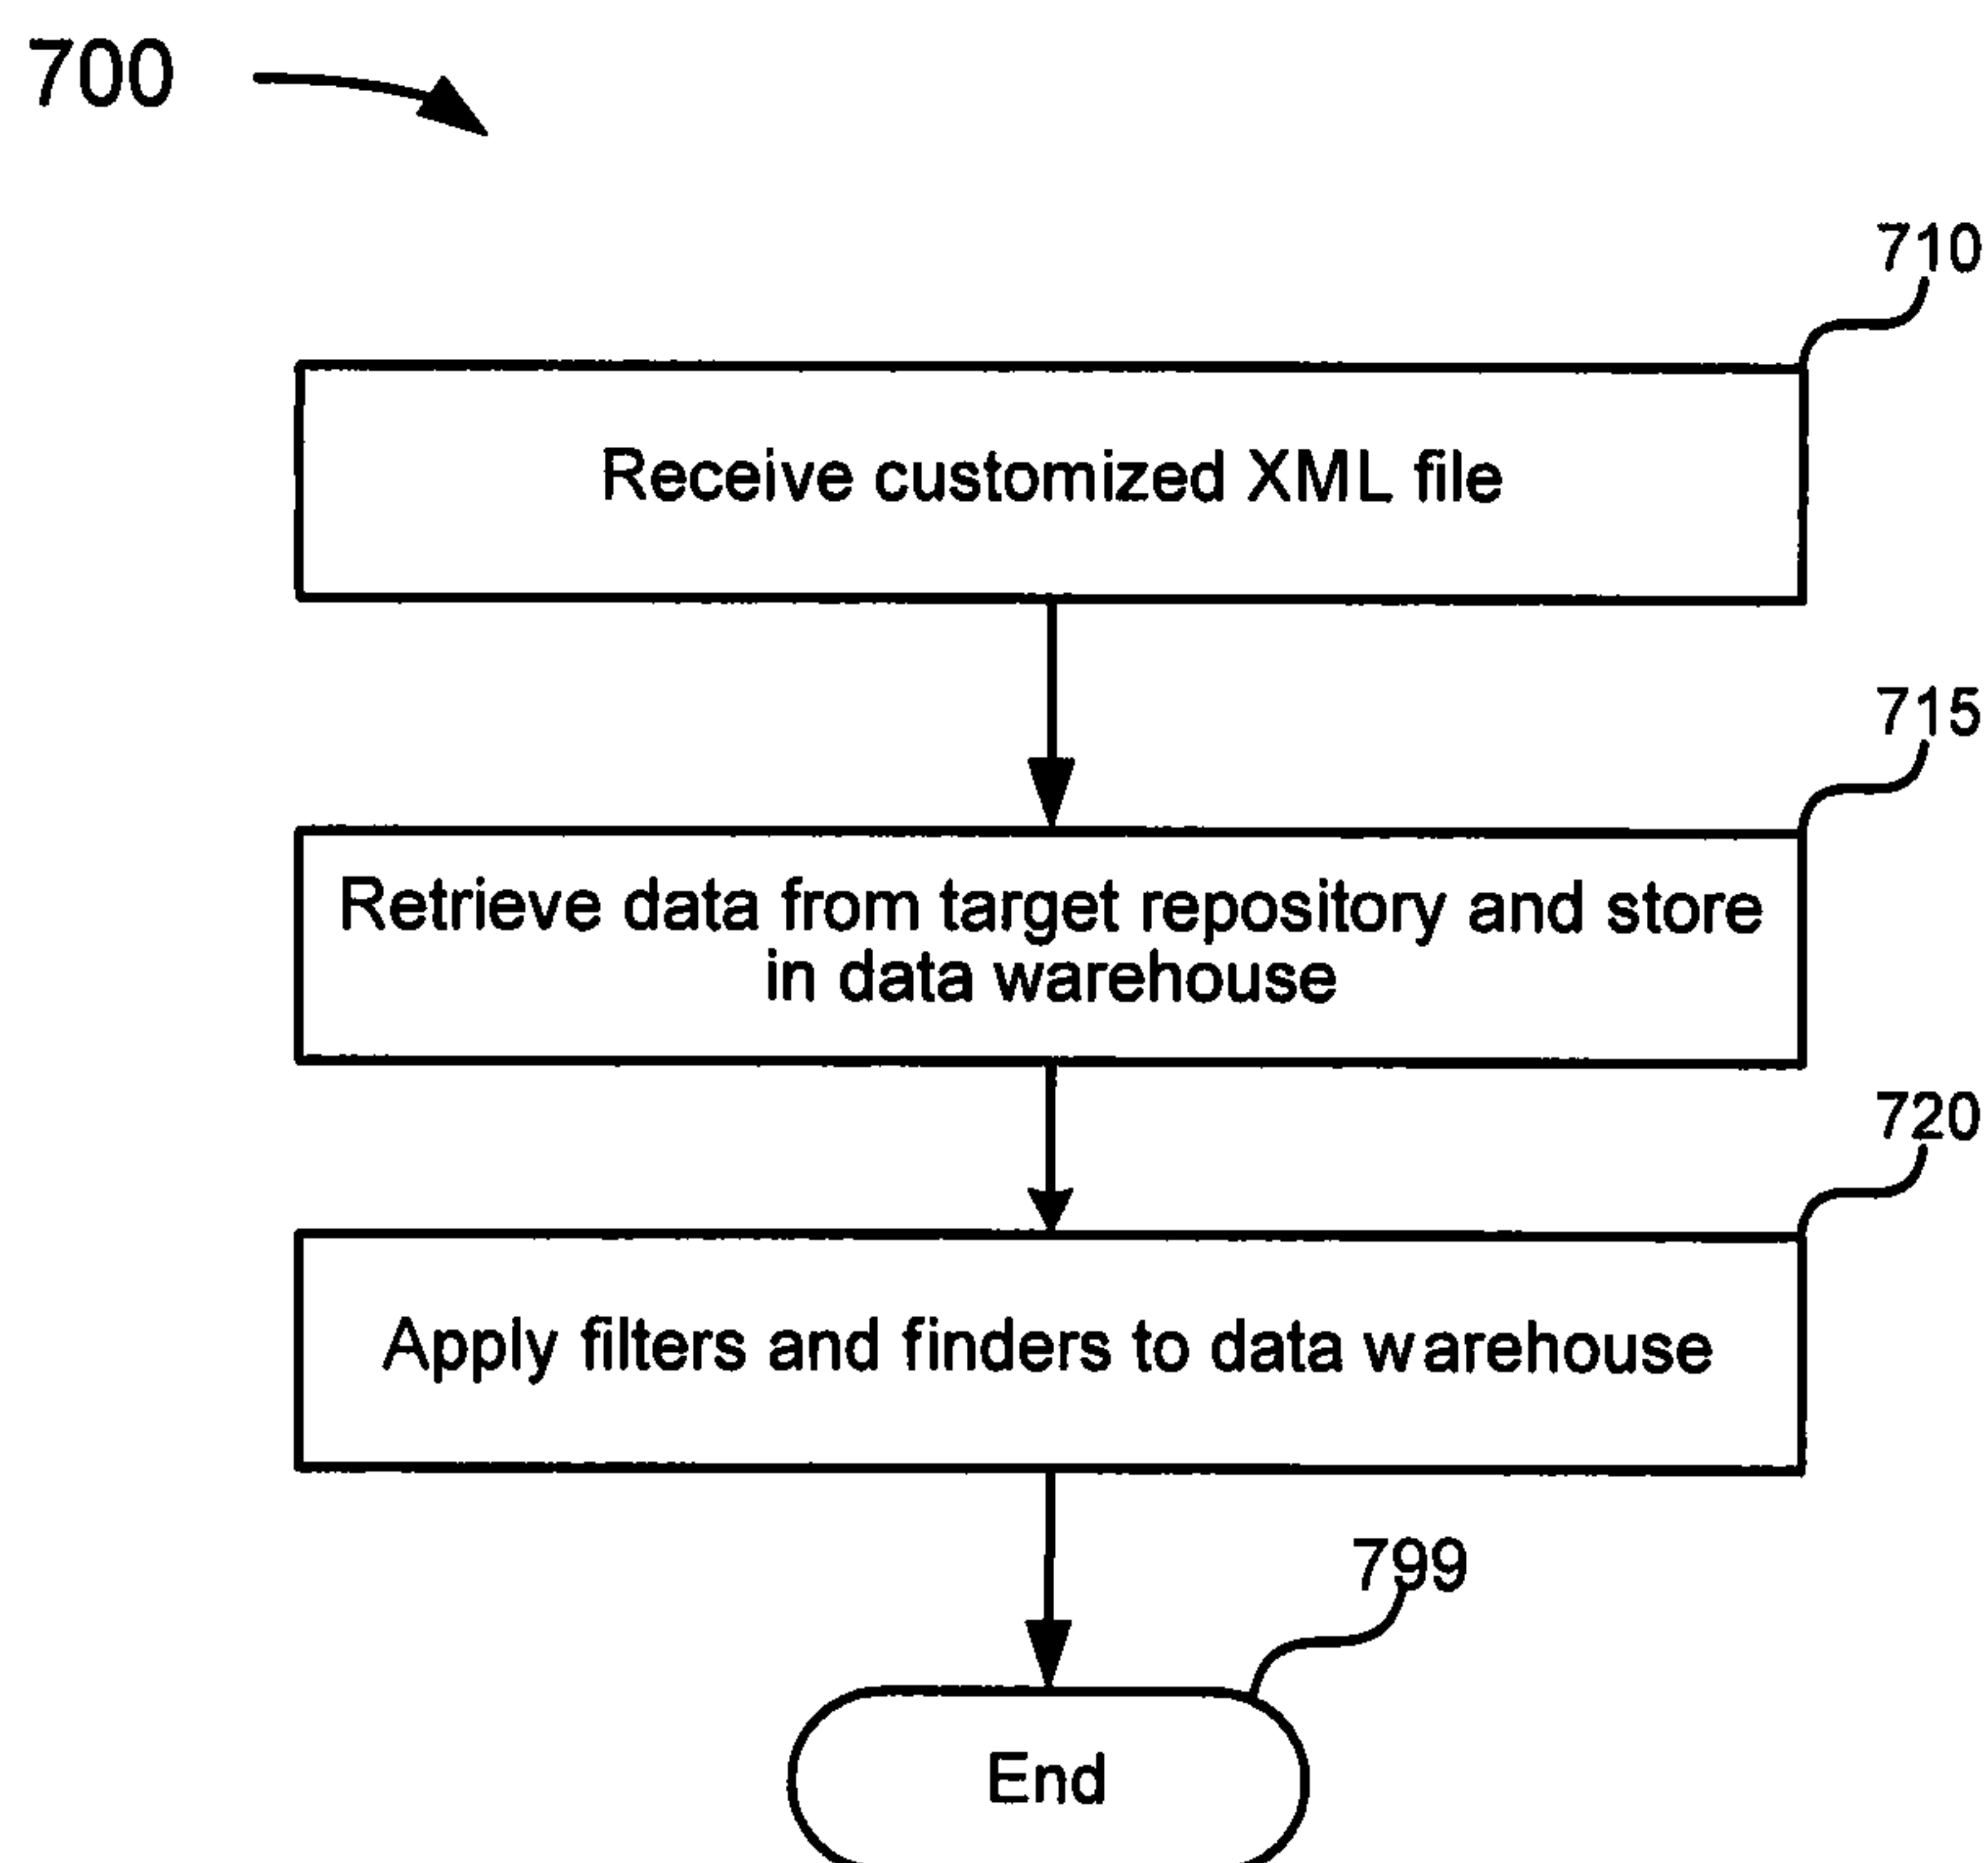 700
710
Receive customized XML file
715
Retrieve data from target repository and store
in data warehouse
720
Apply filters and finders to data warehouse
799
End